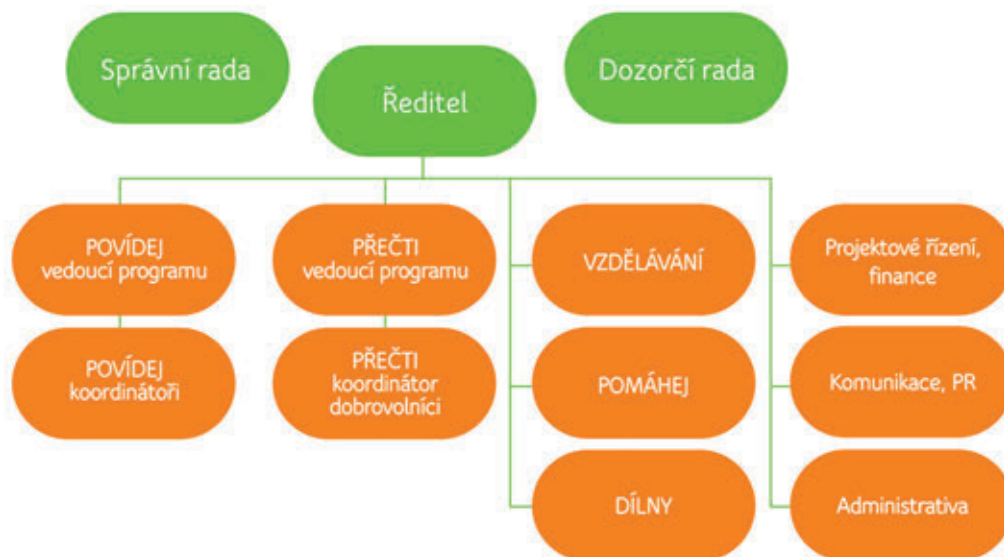 Správní rada
Ředitel
Dozorčí rada
POVÍDEJ
vedoucí programu
PŘEČTI
vedoucí programu
VZDĚLÁVÁNÍ
Projektové řízení,
finance
POVÍDEJ
koordinátoři
PŘEČTI
koordinátor
dobrovolníci
POMÁHEJ
Komunikace, PR
DÍLNY
Administrativa